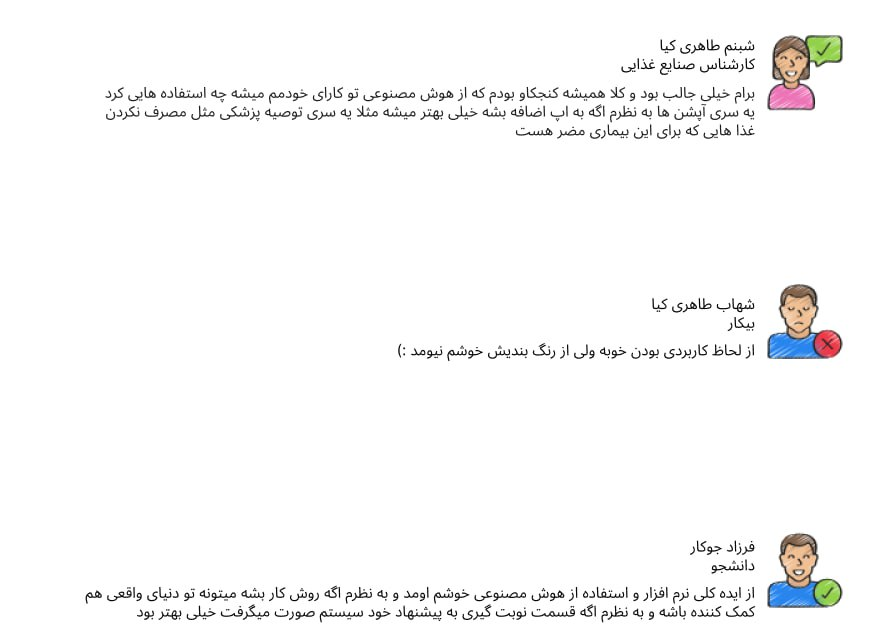 شبنم طاهری کیا
کارشناس صنایع غذایی
برام خیلی جالب بود و کلا همیشه کنجکاو بودم که از هوش مصنوعی تو کارای خودمم میشه چه استفاده هایی کرد
یه سری آپشن ها به نظرم اگه به اپ اضافه بشه خیلی بهتر میشه مثلا یه سری توصیه پزشکی مثل مصرف نکردن
غذا هایی که برای این بیماری مضر هست
شهاب طاهری کیا
بیکار
از لحاظ کاربردی بودن خوبه ولی از رنگ بندیش خوشم نیومد :)
فرزاد جوکار
دانشجو
از ایده کلی نرم افزار و استفاده از هوش مصنوعی خوشم اومد و به نظرم اگه روش کار بشه میتونه تو دنیای واقعی هم
کمک کننده باشه و به نظرم اگه قسمت نوبت گیری به پیشنهاد خود سیستم صورت میگرفت خیلی بهتر بود